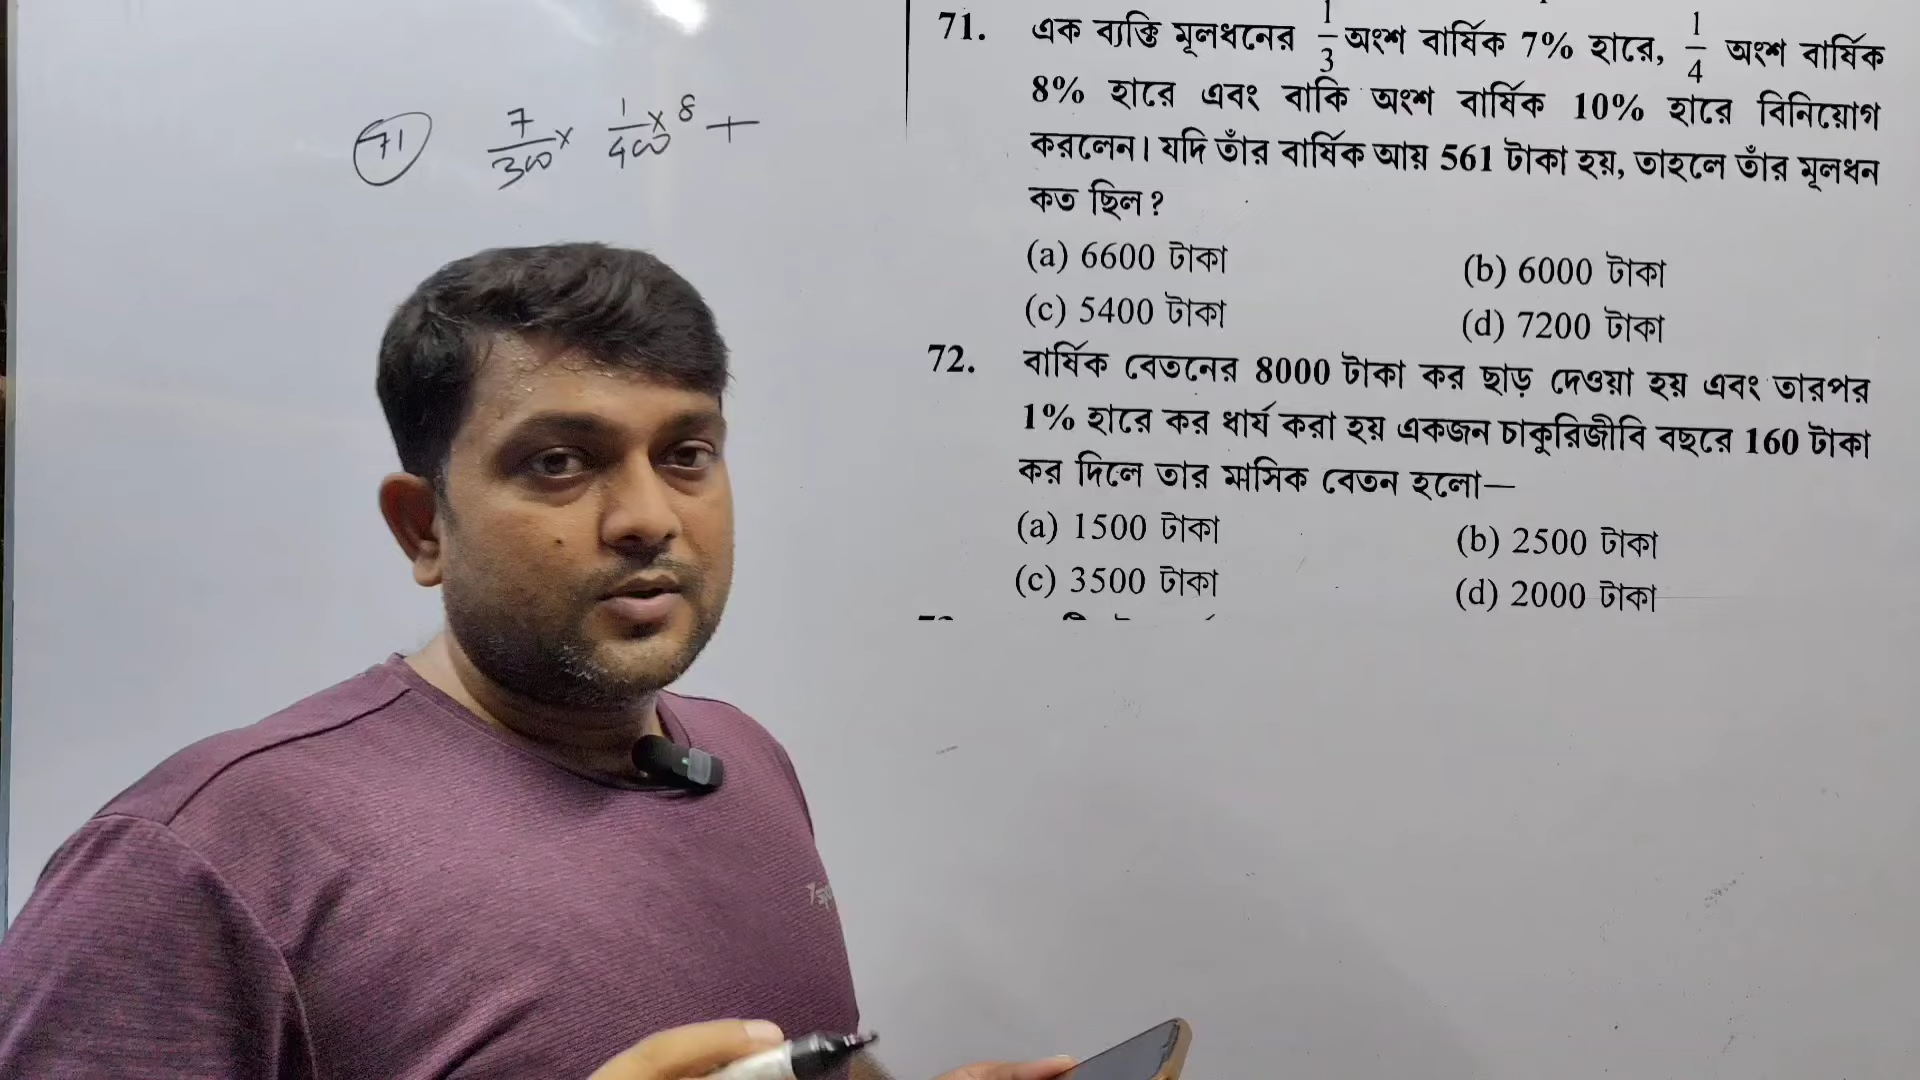 71. এক ব্যক্তি মূলধনের 1/3 অংশ বার্ষিক 7% হারে, 1/4 অংশ বার্ষিক
8% হারে এবং বাকি অংশ বার্ষিক 10% হারে বিনিয়োগ
করলেন। যদি তাঁর বার্ষিক আয় 561 টাকা হয়, তাহলে তাঁর মূলধন
কত ছিল?
(a) 6600 টাকা (b) 6000 টাকা
(c) 5400 টাকা (d) 7200 টাকা
72. বার্ষিক বেতনের 8000 টাকা কর ছাড় দেওয়া হয় এবং তারপর
1% হারে কর ধার্য করা হয় একজন চাকুরিজীবি বছরে 160 টাকা
কর দিলে তার মাসিক বেতন হলো—
(a) 1500 টাকা (b) 2500 টাকা
(c) 3500 টাকা (d) 2000 টাকা
71 7/300 × 1/400 × 8 +